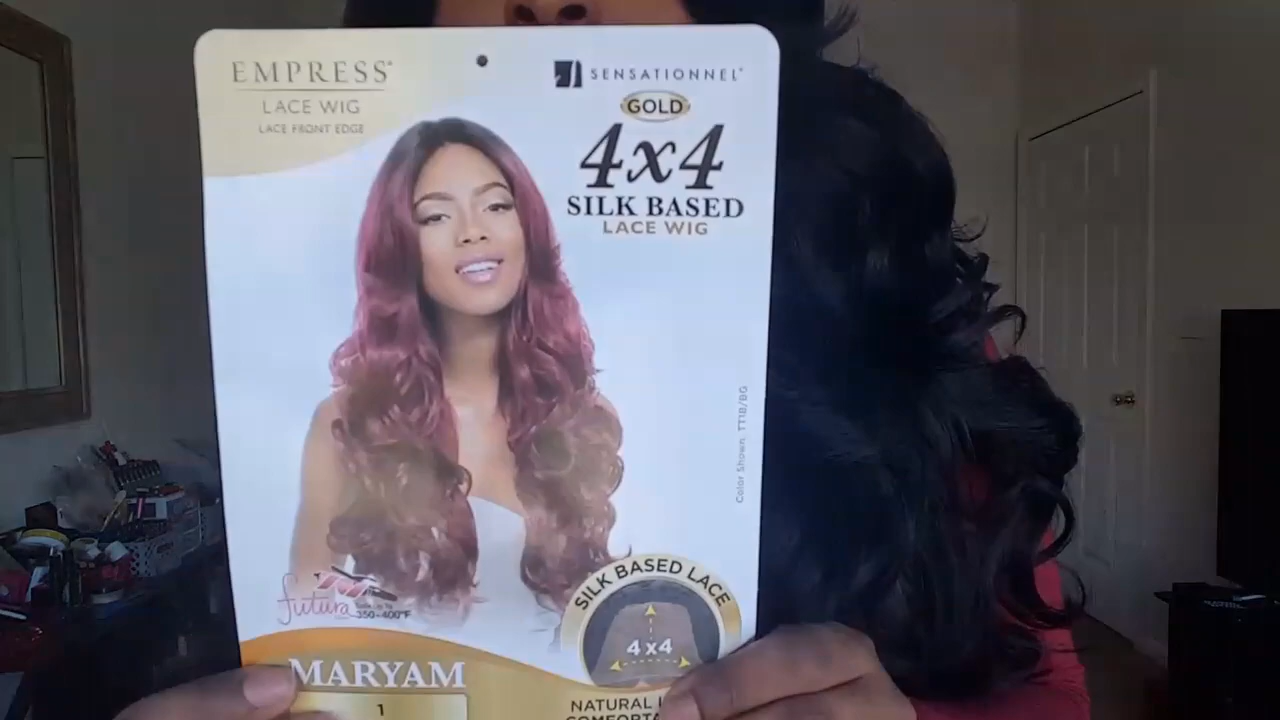 EMPRESS
LACE WIG
LACE FRONT EDGE
SENSATIONNEL
GOLD
4x4
SILK BASED
LACE WIG
Color Shown: TT1B/BG
futura
350-400°F
SILK BASED LACE
4x4
MARYAM
1
NATURAL